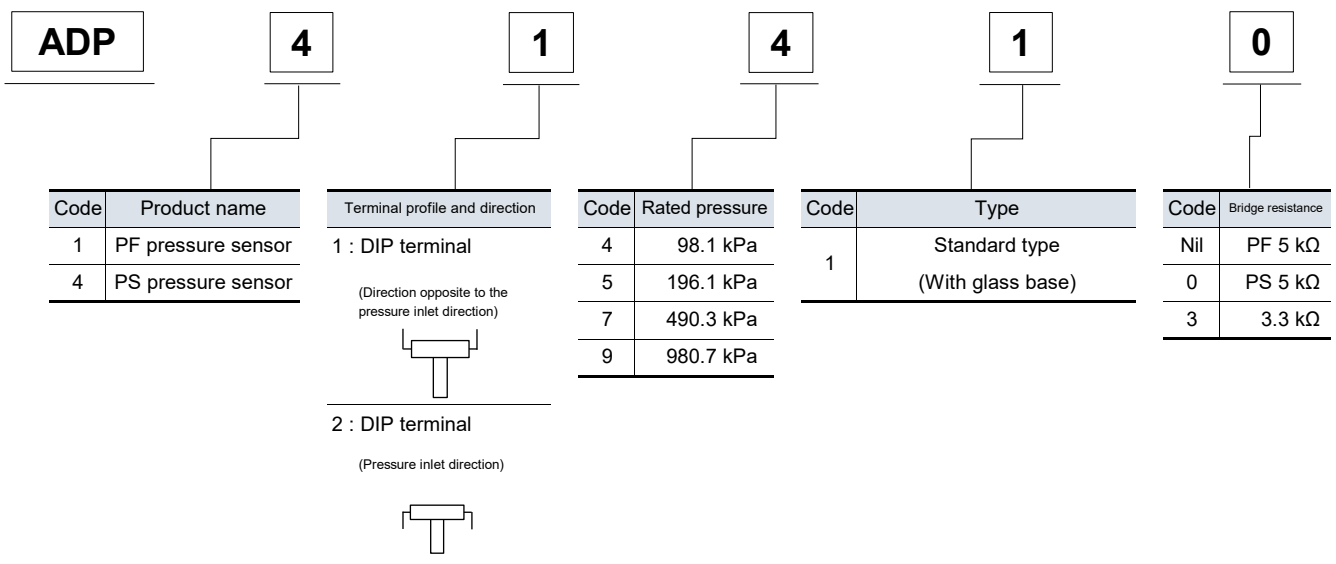 ADP 4 1 4 1 0
Code Product name
1 PF pressure sensor
4 PS pressure sensor
Terminal profile and direction
1 : DIP terminal
(Direction opposite to the
pressure inlet direction)
2 : DIP terminal
(Pressure inlet direction)
Code Rated pressure
4 98.1 kPa
5 196.1 kPa
7 490.3 kPa
9 980.7 kPa
Code Type
1 Standard type
(With glass base)
Code Bridge resistance
Nil PF 5 kΩ
0 PS 5 kΩ
3 3.3 kΩ